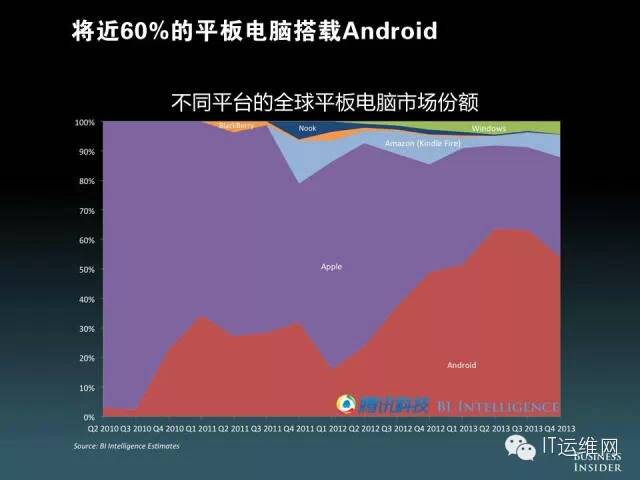 将近60%的平板电脑搭载Android
不同平台的全球平板电脑市场份额
100%
90%
80%
70%
60%
50%
40%
30%
20%
10%
0%
BlackBerry
Nook
Windows
Amazon (Kindle Fire)
Apple
Android
腾讯科技 BI INTELLIGENCE
Q2 2010 Q3 2010 Q4 2010 Q1 2011 Q2 2011 Q3 2011 Q4 2011 Q1 2012 Q2 2012 Q3 2012 Q4 2012 Q1 2013 Q2 2013 Q3 2013 Q4 2013
Source: BI Intelligence Estimates
IT运维网
BUSINESS
INSIDER